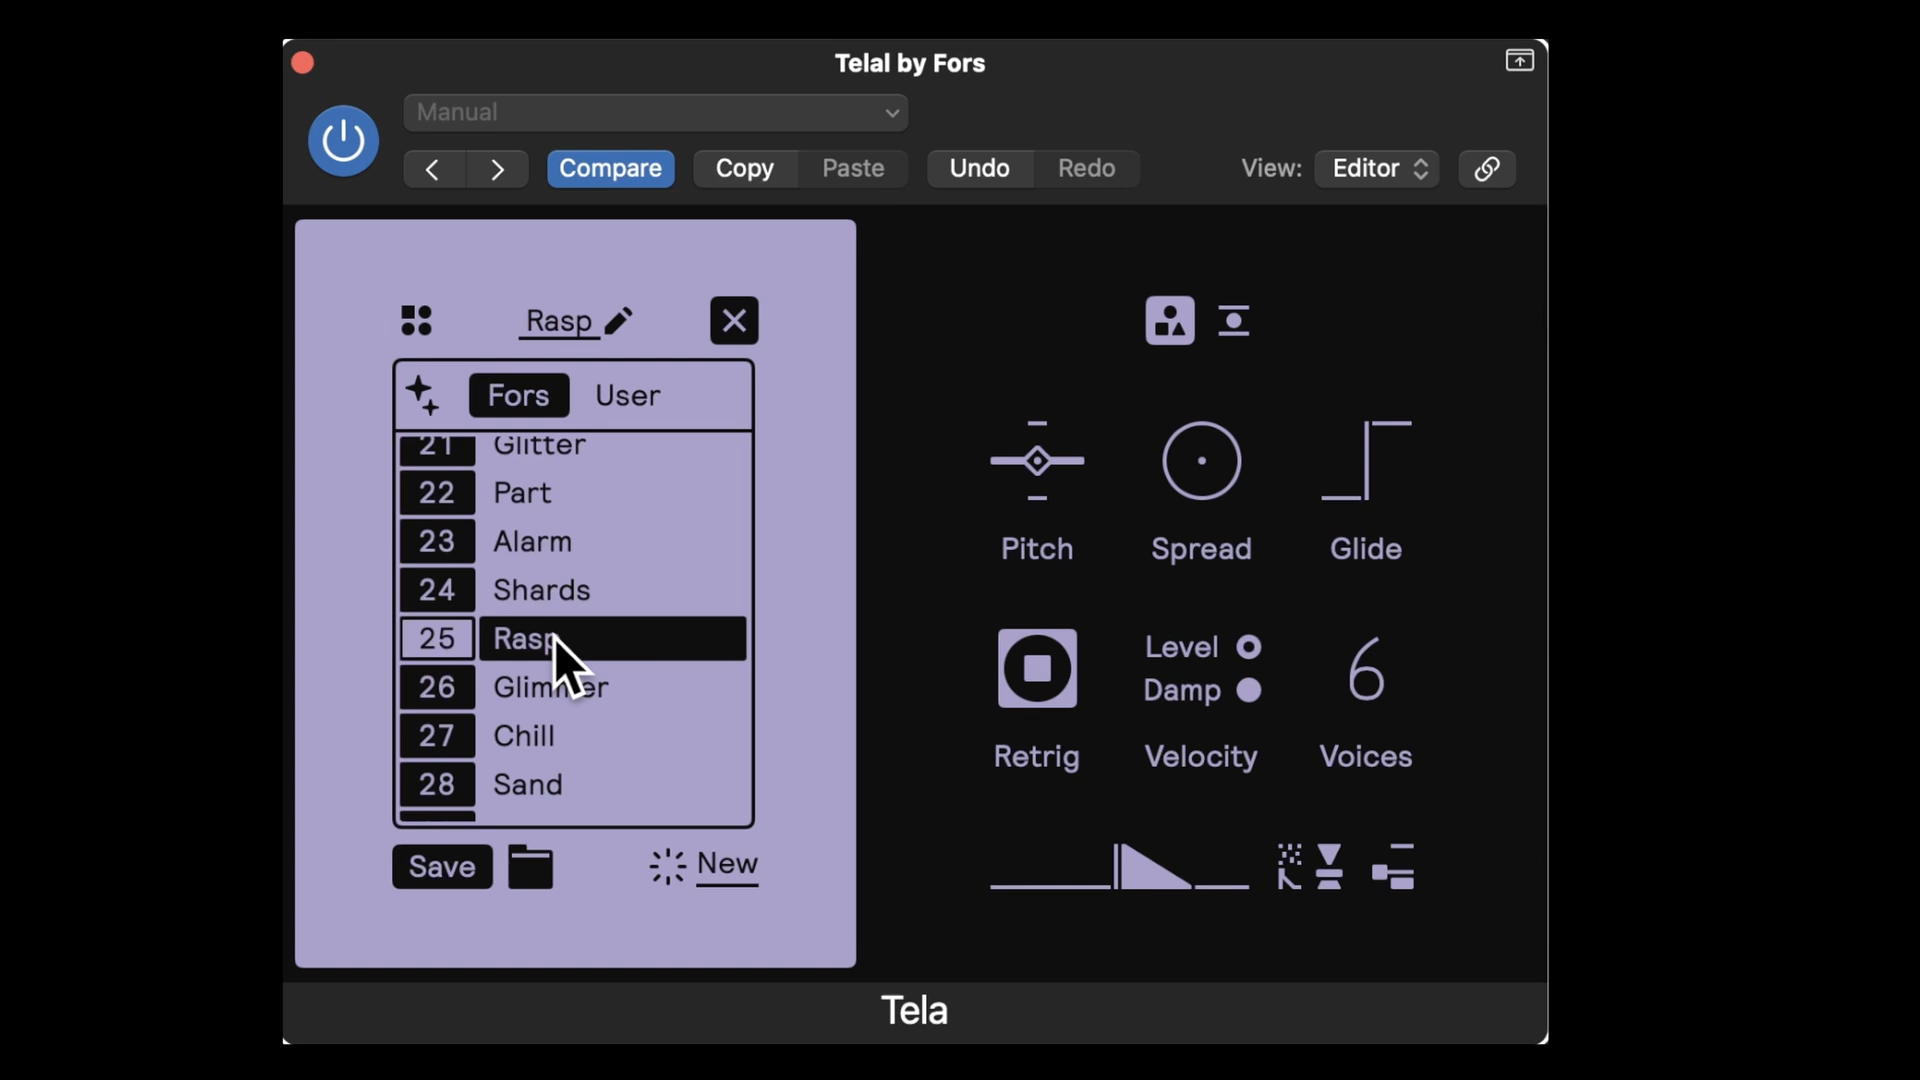 Telal by Fors
Manual
Compare Copy Paste Undo Redo View: Editor
Rasp
Fors User
21 Glitter
22 Part
23 Alarm
24 Shards
25 Rasp
26 Glimmer
27 Chill
28 Sand
Save New
Pitch Spread Glide
Level
Damp
6
Retrig Velocity Voices
Tela